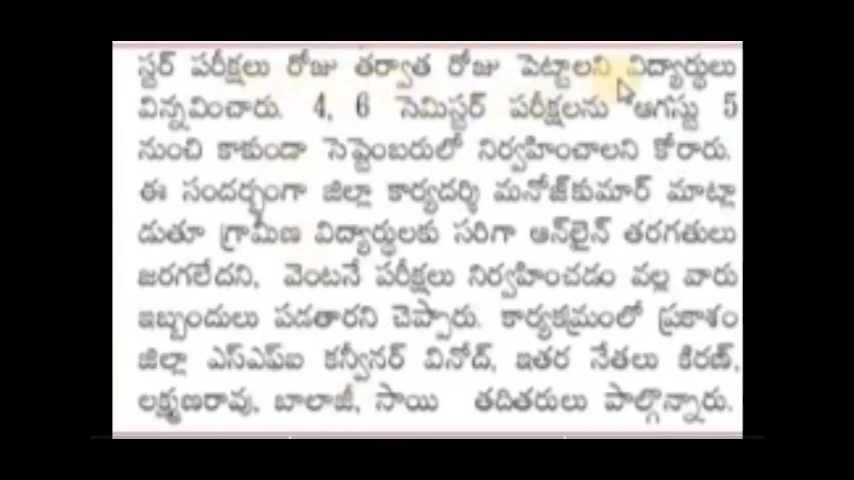 స్టర్ పరీక్షలు రోజు తర్వాత రోజు పెట్టాలని విద్యార్థులు
విన్నవించారు. 4, 6 సెమిస్టర్ పరీక్షలను ఆగస్టు 5
నుంచి కాకుండా సెప్టెంబరులో నిర్వహించాలని కోరారు.
ఈ సందర్భంగా జిల్లా కార్యదర్శి మనోజ్‌కుమార్ మాట్లా
డుతూ గ్రామీణ విద్యార్థులకు సరిగా ఆన్‌లైన్ తరగతులు
జరగలేదని, వెంటనే పరీక్షలు నిర్వహించడం వల్ల వారు
ఇబ్బందులు పడతారని చెప్పారు. కార్యక్రమంలో ప్రకాశం
జిల్లా ఎస్ఎఫ్ఐ కన్వీనర్ వినోద్, ఇతర నేతలు కిరణ్,
లక్ష్మణరావు, బాలాజీ, సాయి తదితరులు పాల్గొన్నారు.